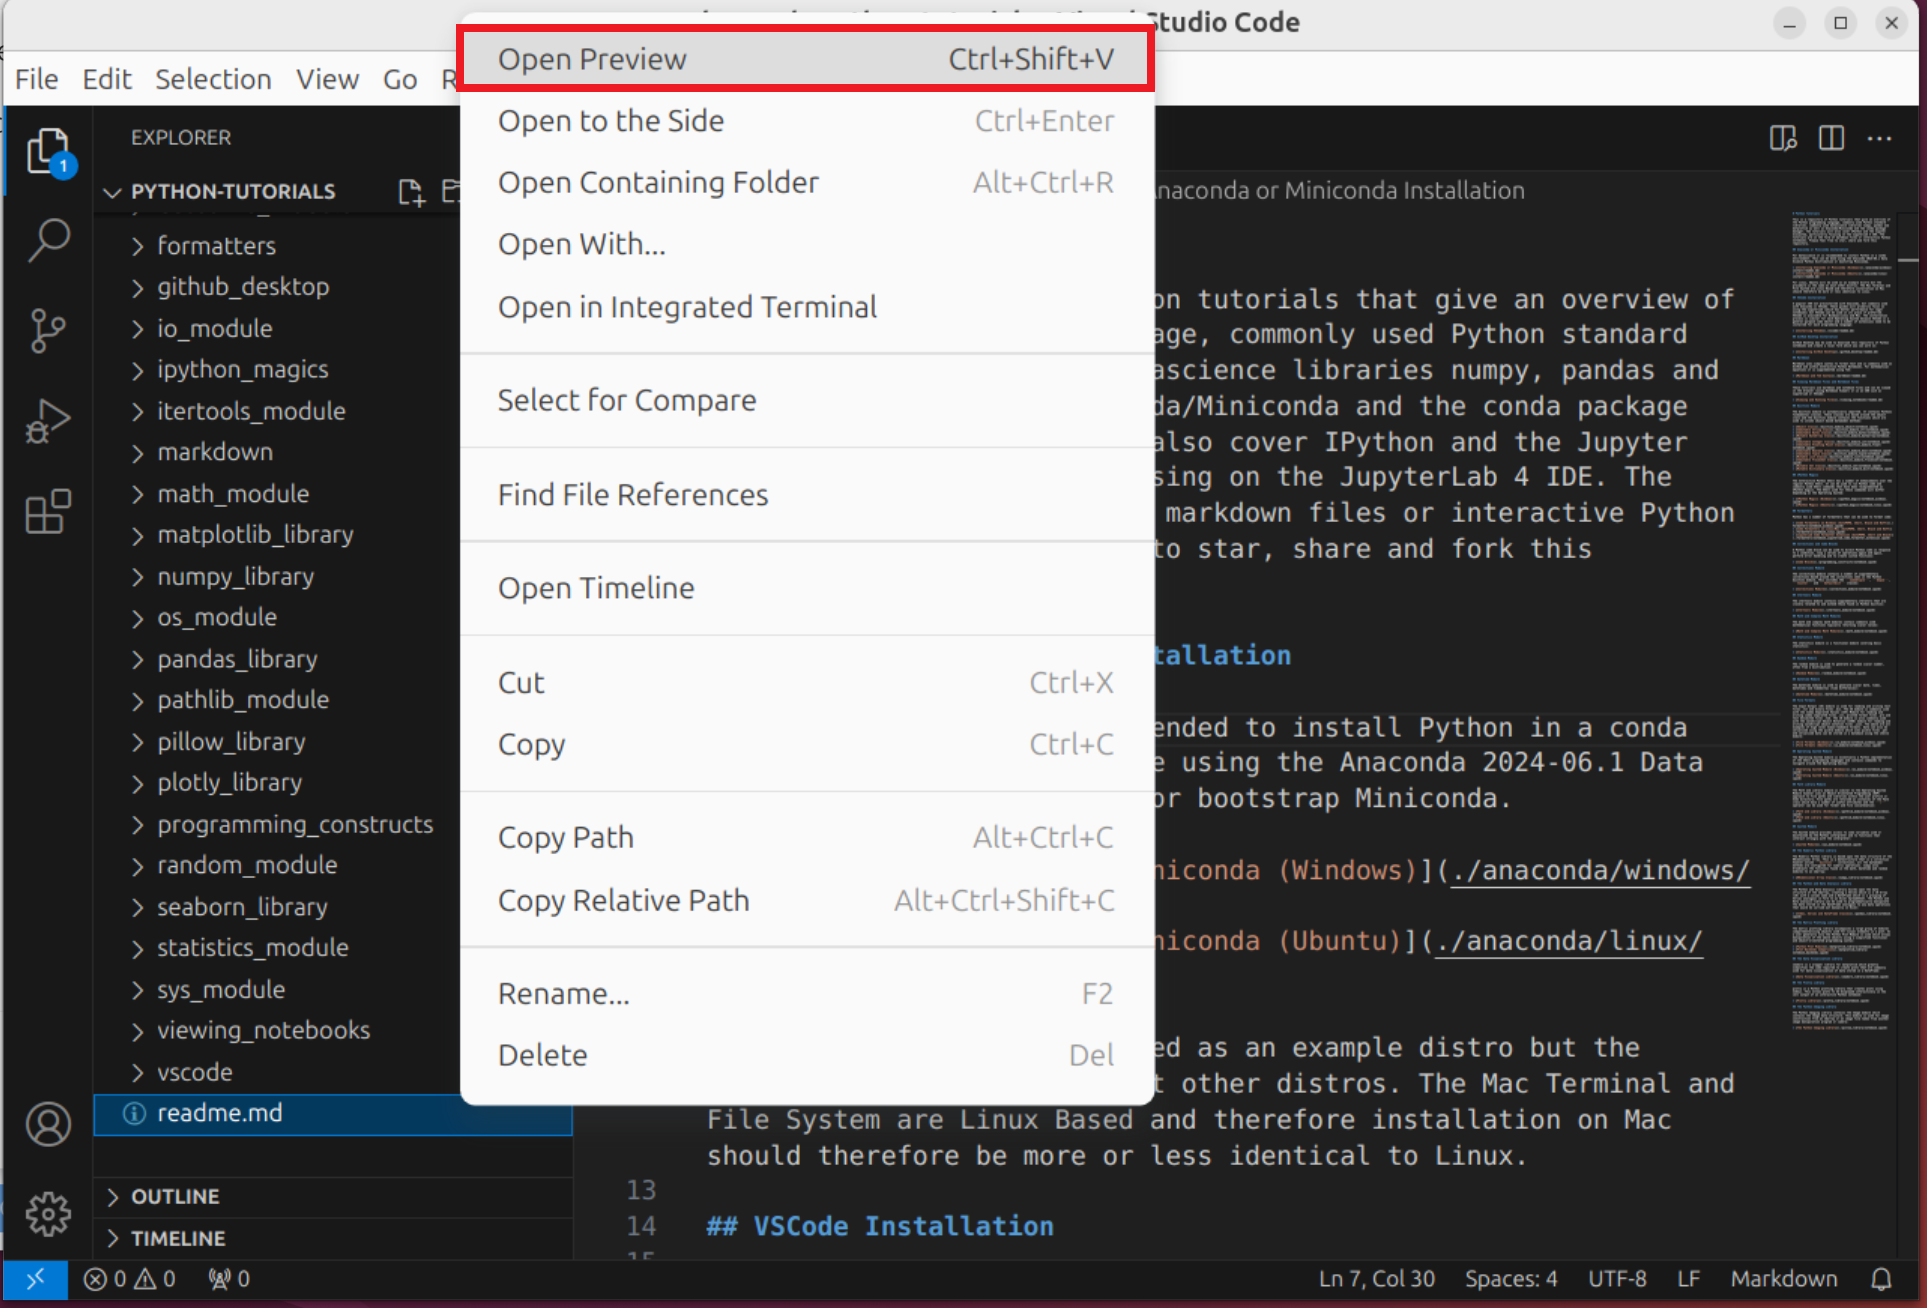 Studio Code
File Edit Selection View Go R
Open Preview Ctrl+Shift+V
Open to the Side Ctrl+Enter
Open Containing Folder Alt+Ctrl+R
Open With...
Open in Integrated Terminal
Select for Compare
Find File References
Open Timeline
Cut Ctrl+X
Copy Ctrl+C
Copy Path Alt+Ctrl+C
Copy Relative Path Alt+Ctrl+Shift+C
Rename... F2
Delete Del
EXPLORER
1
PYTHON-TUTORIALS
formatters
github_desktop
io_module
ipython_magics
itertools_module
markdown
math_module
matplotlib_library
numpy_library
os_module
pandas_library
pathlib_module
pillow_library
plotly_library
programming_constructs
random_module
seaborn_library
statistics_module
sys_module
viewing_notebooks
vscode
readme.md
OUTLINE
TIMELINE
naconda or Miniconda Installation
on tutorials that give an overview of
age, commonly used Python standard
ascience libraries numpy, pandas and
da/Miniconda and the conda package
also cover IPython and the Jupyter
sing on the JupyterLab 4 IDE. The
markdown files or interactive Python
to star, share and fork this
tallation
ended to install Python in a conda
e using the Anaconda 2024-06.1 Data
or bootstrap Miniconda.
niconda (Windows)](./anaconda/windows/
niconda (Ubuntu)](./anaconda/linux/
ed as an example distro but the
t other distros. The Mac Terminal and
File System are Linux Based and therefore installation on Mac
should therefore be more or less identical to Linux.
13
14 ## VSCode Installation
15
0 0 0 Ln 7, Col 30 Spaces: 4 UTF-8 LF Markdown